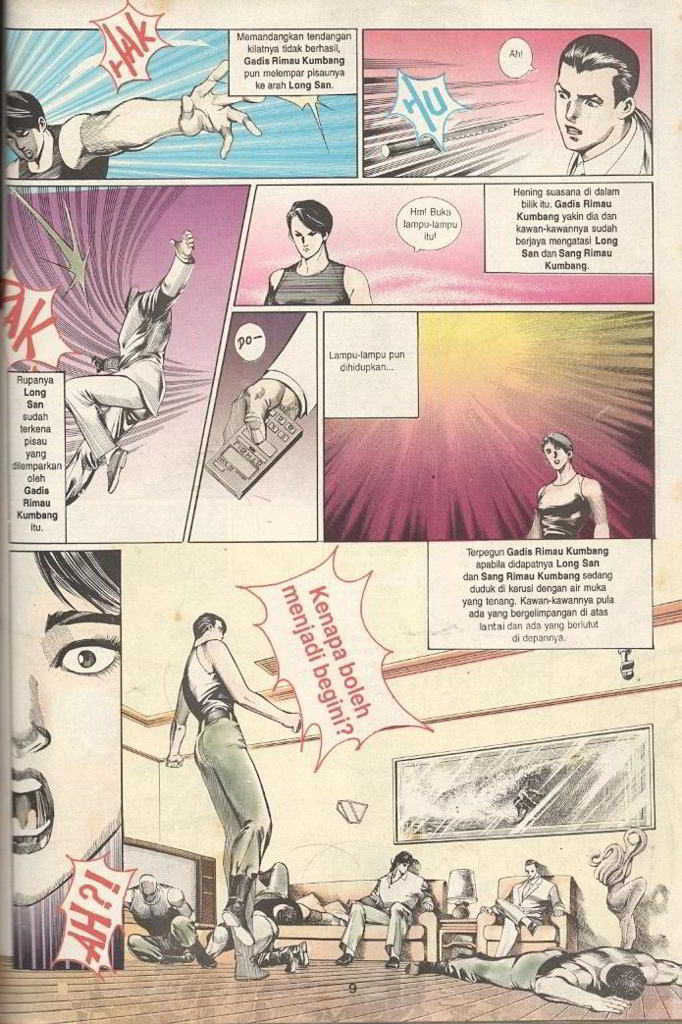 HAK
Memandangkan tendangan
kilatnya tidak berhasil,
Gadis Rimau Kumbang
pun melempar pisaunya
ke arah Long San.
Ah!
HU
Hm! Buka
lampu-lampu
itu!
Hening suasana di dalam
bilik itu. Gadis Rimau
Kumbang yakin dia dan
kawan-kawannya sudah
berjaya mengatasi Long
San dan Sang Rimau
Kumbang.
PAK
Rupanya
Long
San
sudah
terkena
pisau
yang
dilemparkan
oleh
Gadis
Rimau
Kumbang
itu.
DO-
Lampu-lampu pun
dihidupkan...
Terpegun Gadis Rimau Kumbang
apabila didapatnya Long San
dan Sang Rimau Kumbang sedang
duduk di kerusi dengan air muka
yang tenang. Kawan-kawannya pula
ada yang bergelimpangan di atas
lantai dan ada yang berlutut
di depannya.
Kenapa boleh
menjadi begini?
AH?!
9